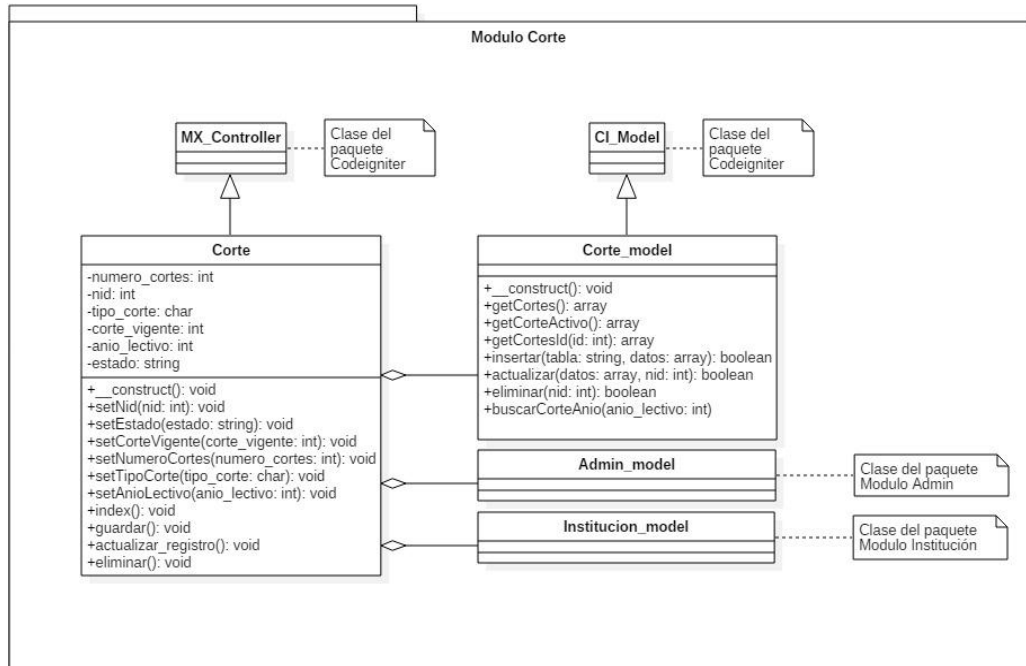 Modulo Corte
MX_Controller
Clase del
paquete
Codeigniter
CI_Model
Clase del
paquete
Codeigniter
Corte
-numero_cortes: int
-nid: int
-tipo_corte: char
-corte_vigente: int
-anio_lectivo: int
-estado: string
+__construct(): void
+setNid(nid: int): void
+setEstado(estado: string): void
+setCorteVigente(corte_vigente: int): void
+setNumeroCortes(numero_cortes: int): void
+setTipoCorte(tipo_corte: char): void
+setAnioLectivo(anio_lectivo: int): void
+index(): void
+guardar(): void
+actualizar_registro(): void
+eliminar(): void
Corte_model
+__construct(): void
+getCortes(): array
+getCorteActivo(): array
+getCortesId(id: int): array
+insertar(tabla: string, datos: array): boolean
+actualizar(datos: array, nid: int): boolean
+eliminar(nid: int): boolean
+buscarCorteAnio(anio_lectivo: int)
Admin_model
Clase del paquete
Modulo Admin
Institucion_model
Clase del paquete
Modulo Institución